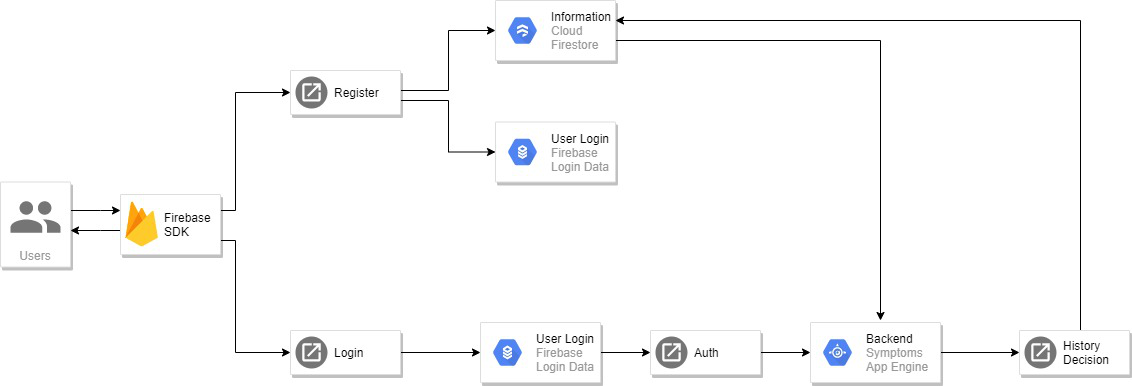 Information
Cloud
Firestore
Register
User Login
Firebase
Login Data
Users
Firebase
SDK
Login
User Login
Firebase
Login Data
Auth
Backend
Symptoms
App Engine
History
Decision